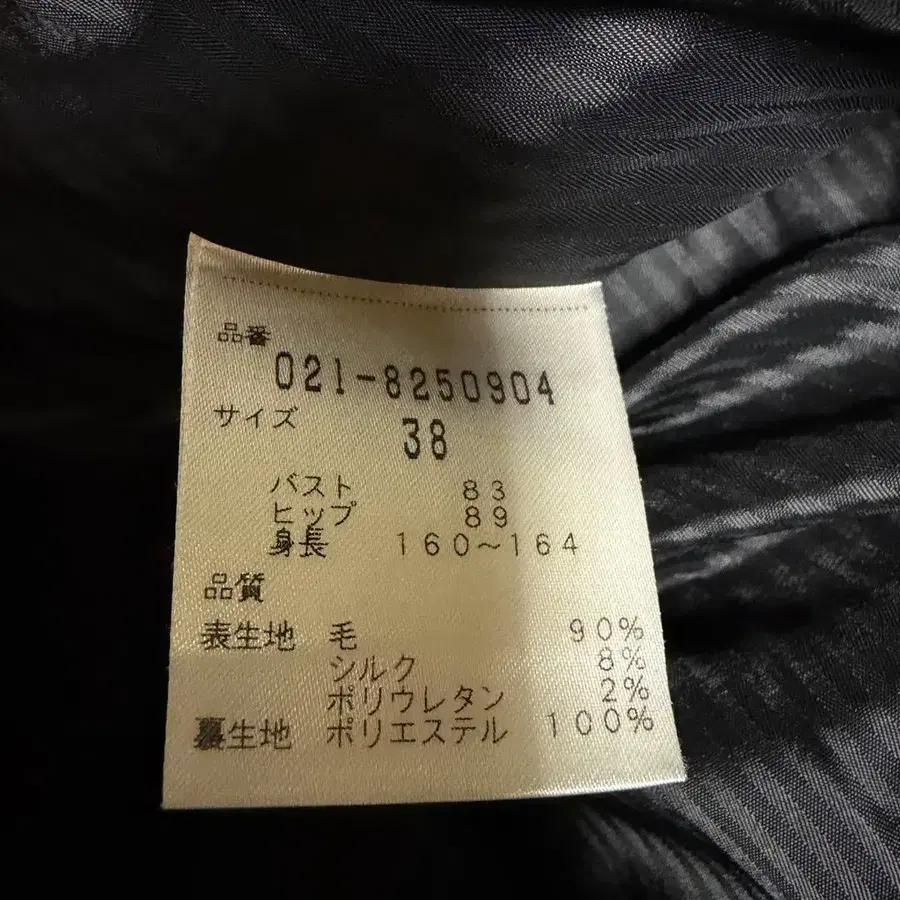 品番
021-8250904
サイズ
38
バスト 83
ヒップ 89
身長 160～164
品質
表生地 毛 90%
シルク 8%
ポリウレタン 2%
裏生地 ポリエステル 100%